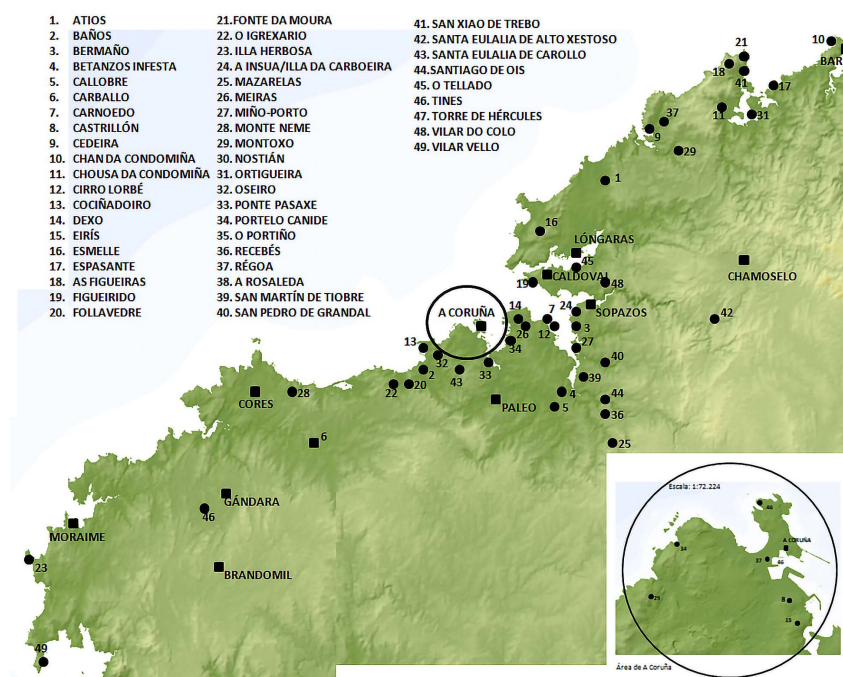 1. ATIOS
2. BAÑOS
3. BERMAÑO
4. BETANZOS INFESTA
5. CALLOBRE
6. CARBALLO
7. CARNOEDO
8. CASTRILLÓN
9. CEDEIRA
10. CHAN DA CONDOMIÑA
11. CHOUSA DA CONDOMIÑA
12. CIRRO LORBÉ
13. COCIÑADOIRO
14. DEXO
15. EIRÍS
16. ESMELLE
17. ESPASANTE
18. AS FIGUEIRAS
19. FIGUEIRIDO
20. FOLLAVEDRE
21.FONTE DA MOURA
22. O IGREXARIO
23. ILLA HERBOSA
24. A INSUA/ILLA DA CARBOEIRA
25. MAZARELAS
26. MEIRAS
27. MIÑO-PORTO
28. MONTE NEME
29. MONTOXO
30. NOSTIÁN
31. ORTIGUEIRA
32. OSEIRO
33. PONTE PASAXE
34. PORTELO CANIDE
35. O PORTIÑO
36. RECEBÉS
37. RÉGOA
38. A ROSALEDA
39. SAN MARTÍN DE TIOBRE
40. SAN PEDRO DE GRANDAL
41. SAN XIAO DE TREBO
42. SANTA EULALIA DE ALTO XESTOSO
43. SANTA EULALIA DE CAROLLO
44.SANTIAGO DE OIS
45. O TELLADO
46. TINES
47. TORRE DE HÉRCULES
48. VILAR DO COLO
49. VILAR VELLO
10
BAR
21
18
41
17
11
31
37
9
29
1
16
LÓNGARAS
45
CALDOVAL
19
48
CHAMOSELO
24
SOPAZOS
A CORUÑA
14
7
26
12
3
42
13
32
34
27
2
43
33
40
39
22
20
28
CORES
PALEO
4
5
44
36
6
25
GÁNDARA
46
MORAIME
23
BRANDOMIL
49
Escala: 1:72.224
46
A CORUÑA
34
37
46
8
15
Área de A Coruña